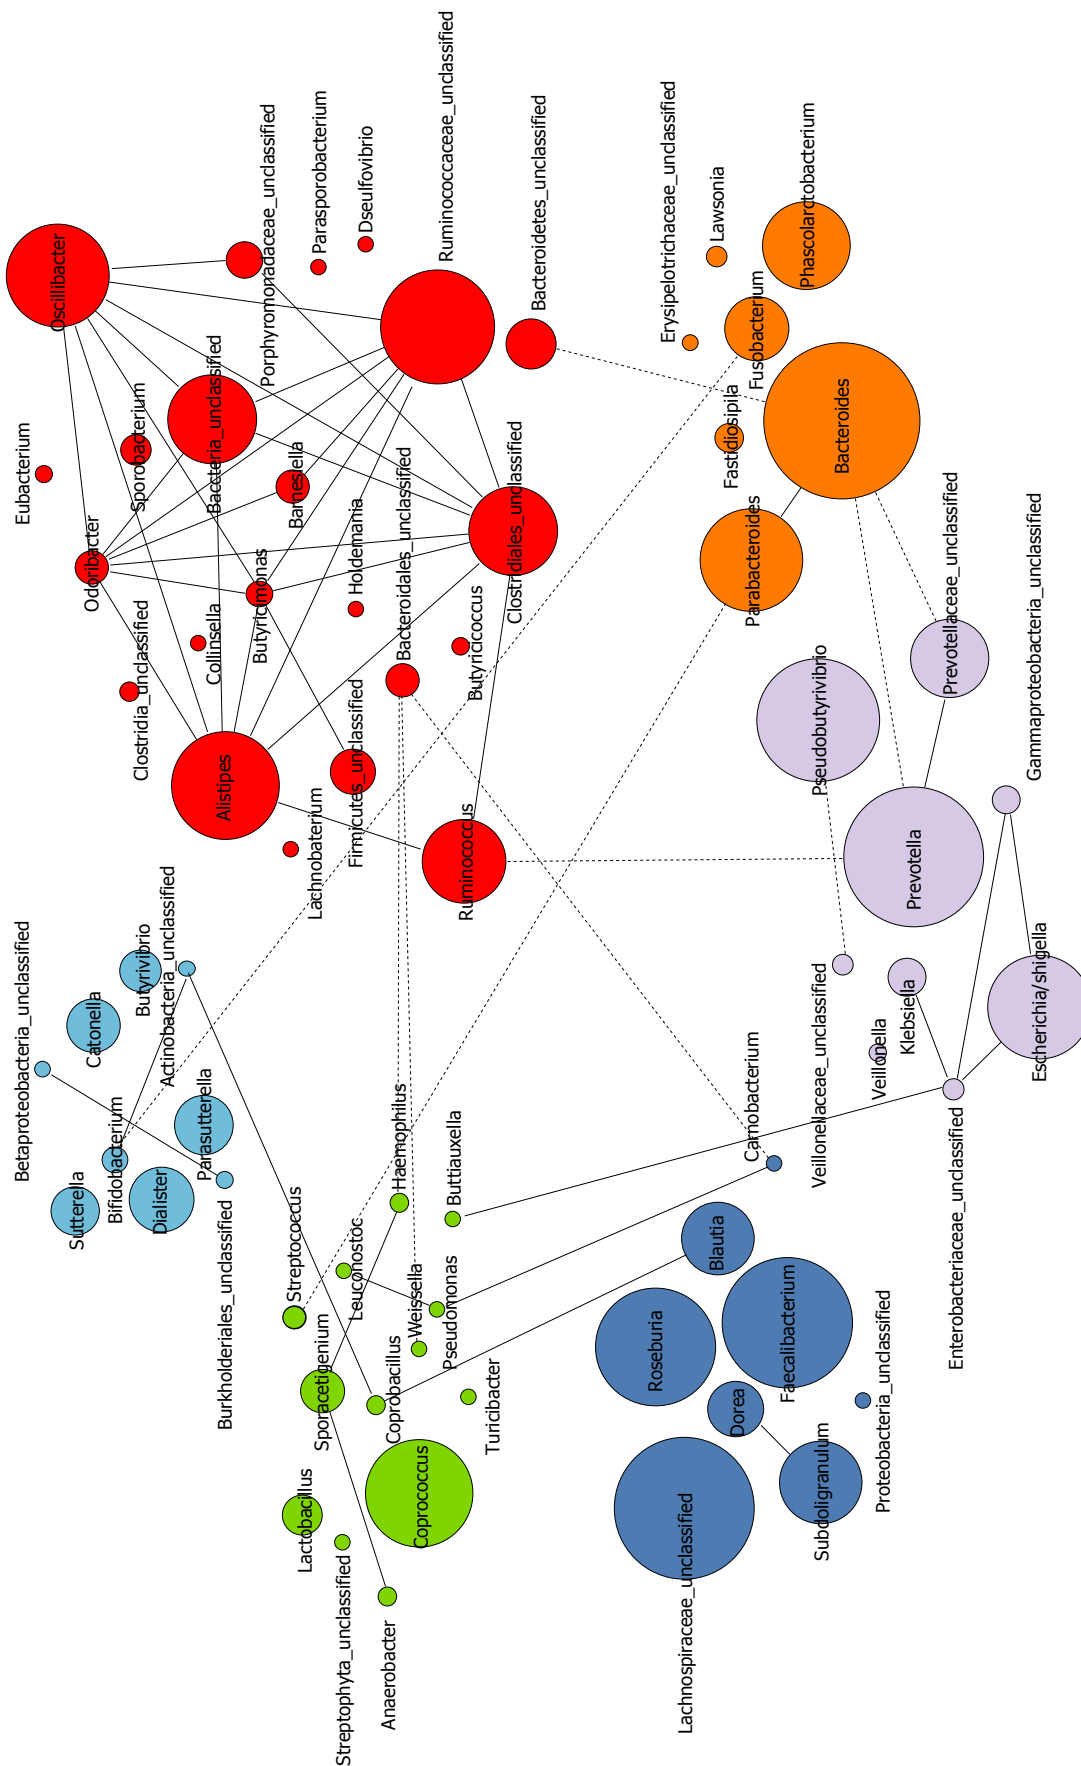 Betaproteobacteria_unclassified
Eubacterium
Oscillibacter
Sutterella
Odoribacter
Catonella
Bifidobacterium
Sporobacterium
Clostridia_unclassified
Butyrivibrio
Dialister
Actinobacteria_unclassified
Parasutterella
Baccteria_unclassified
Collinsella
Burkholderiales_unclassified
Alistipes
Butyricimonas
Porphyromonadaceae_unclassified
Streptococcus
Barnesiella
Lactobacillus
Lachnobaterium
Parasporobacterium
Sporacetigenium
Streptophyta_unclassified
Leuconostoc
Firmicutes_unclassified
Holdemania
Dseulfovibrio
Anaerobacter
Coprobacillus
Haemophilus
Bacteroidales_unclassified
Weissella
Coprococcus
Ruminococcaceae_unclassified
Pseudomonas
Buttiauxella
Ruminococcus
Butyricicoccus
Turicibacter
Clostridiales_unclassified
Bacteroidetes_unclassified
Roseburia
Erysipelotrichaceae_unclassified
Lachnospiraceae_unclassified
Blautia
Lawsonia
Fastidiosipila
Dorea
Carnobacterium
Parabacteroides
Fusobacterium
Faecalibacterium
Phascolarctobacterium
Veillonellaceae_unclassified
Pseudobutyrivibrio
Subdoligranulum
Bacteroides
Veillonella
Proteobacteria_unclassified
Klebsiella
Prevotella
Prevotellaceae_unclassified
Enterobacteriaceae_unclassified
Gammaproteobacteria_unclassified
Escherichia/shigella